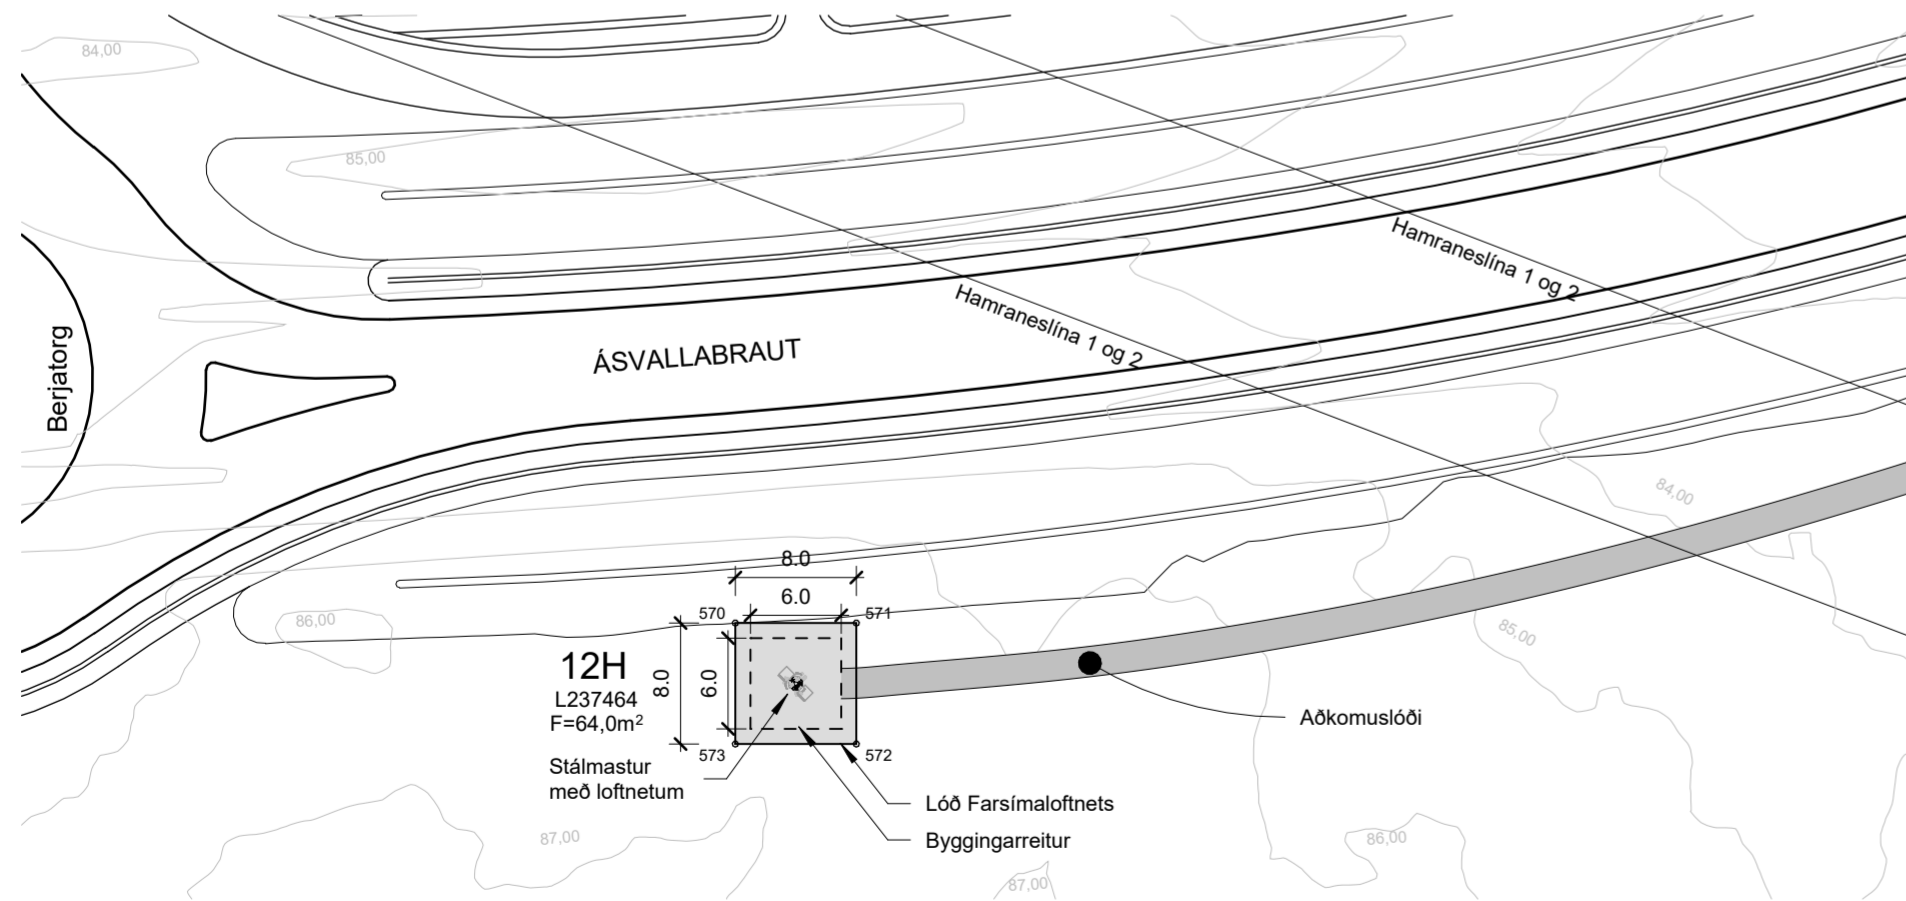 84,00
85,00
Hamraneslína 1 og 2
Hamraneslína 1 og 2
Berjatorg
ÁSVALLABRAUT
84,00
8.0
6.0
570
571
86,00
85,00
12H
L237464
F=64,0m²
8.0
6.0
573
572
Aðkomuslóði
Stálmastur
með loftnetum
Lóð Farsímaloftnets
Byggingarreitur
87,00
86,00
87,00